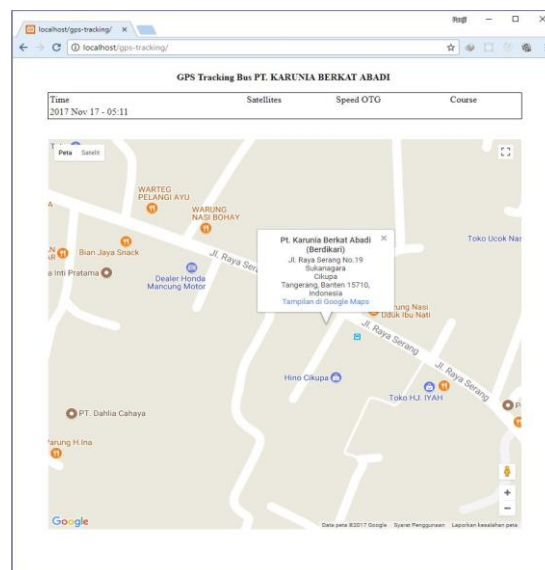 localhost/gps-tracking/
localhost/gps-tracking/
GPS Tracking Bus PT. KARUNIA BERKAT ABADI
Time Satellites Speed OTG Course
2017 Nov 17 - 05:11
Peta Satelit
WARTEG
PELANGI AYU
WARUNG
NASI BOHAY
Bian Jaya Snack
a Inti Pratama
Dealer Honda
Mancung Motor
Jl. Raya Serang
Pt. Karunia Berkat Abadi
(Berdikari)
Jl. Raya Serang No.19
Sukanagara
Cikupa
Tangerang, Banten 15710,
Indonesia
Tampilan di Google Maps
Toko Ucok Nas
rung Nasi
Uduk Ibu Nati
Jl. Raya Serang
Jl. Raya Serang
Hino Cikupa
Toko HJ. IYAH
PT. Dahlia Cahaya
arung H.Ina
Google
Data peta ©2017 Google Syarat Penggunaan Laporkan kesalahan peta